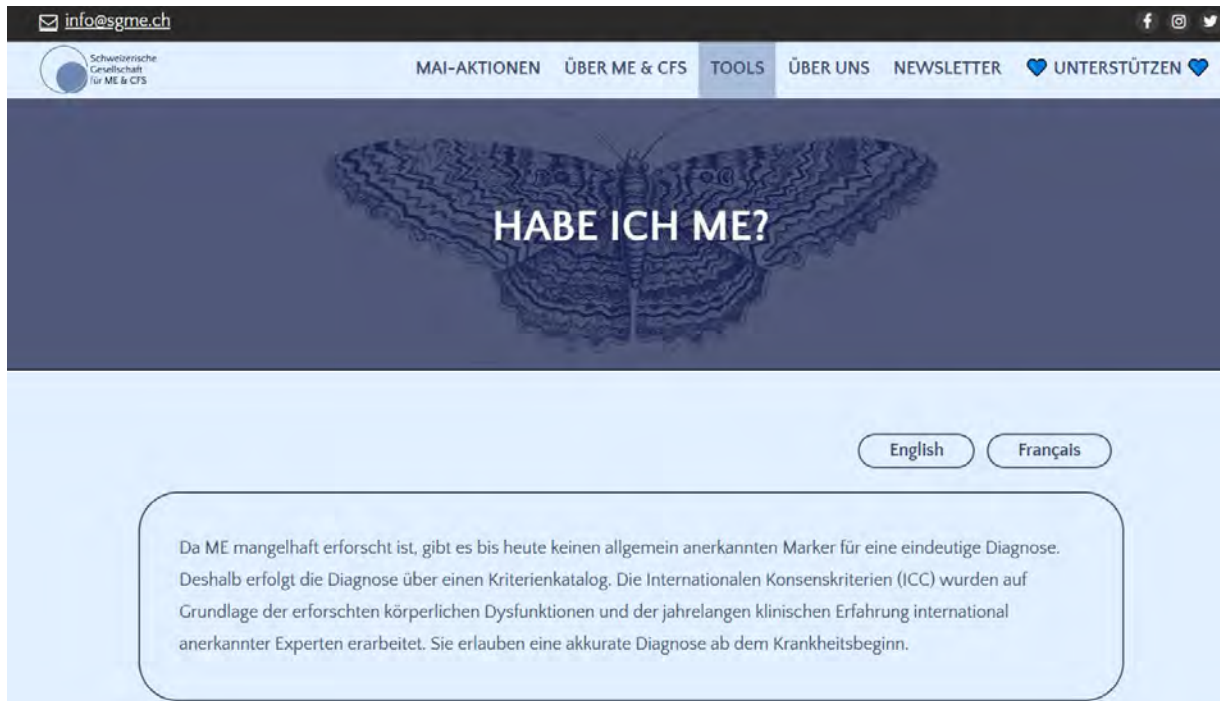 info@sgme.ch
Schweizerische
Gesellschaft
für ME & CFS
MAI-AKTIONEN ÜBER ME & CFS TOOLS ÜBER UNS NEWSLETTER UNTERSTÜTZEN
HABE ICH ME?
English Français
Da ME mangelhaft erforscht ist, gibt es bis heute keinen allgemein anerkannten Marker für eine eindeutige Diagnose.
Deshalb erfolgt die Diagnose über einen Kriterienkatalog. Die Internationalen Konsenskriterien (ICC) wurden auf
Grundlage der erforschten körperlichen Dysfunktionen und der jahrelangen klinischen Erfahrung international
anerkannter Experten erarbeitet. Sie erlauben eine akkurate Diagnose ab dem Krankheitsbeginn.